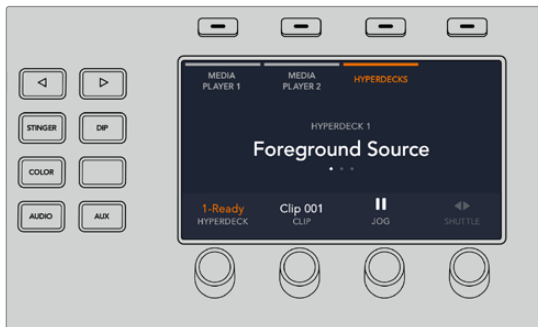 MEDIA
PLAYER 1
MEDIA
PLAYER 2
HYPERDECKS
HYPERDECK 1
Foreground Source
STINGER
DIP
COLOR
AUDIO
AUX
1-Ready
HYPERDECK
Clip 001
CLIP
JOG
SHUTTLE